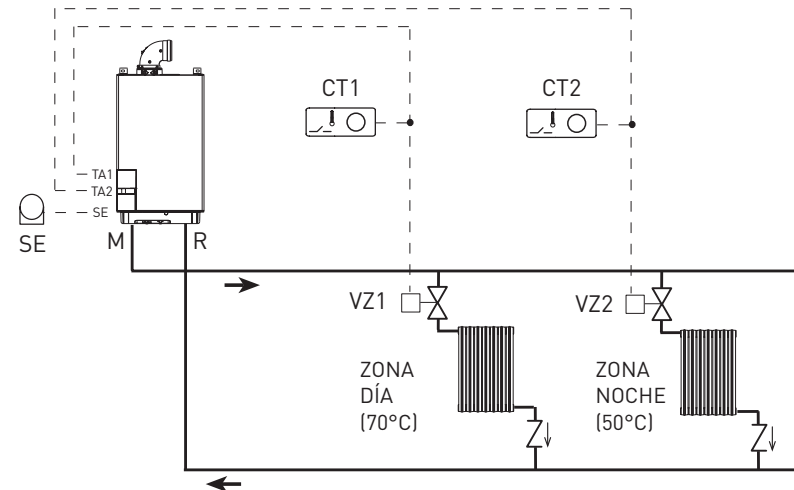 CT1
CT2
TA1
TA2
SE
SE
M
R
VZ1
VZ2
ZONA
DÍA
(70°C)
ZONA
NOCHE
(50°C)